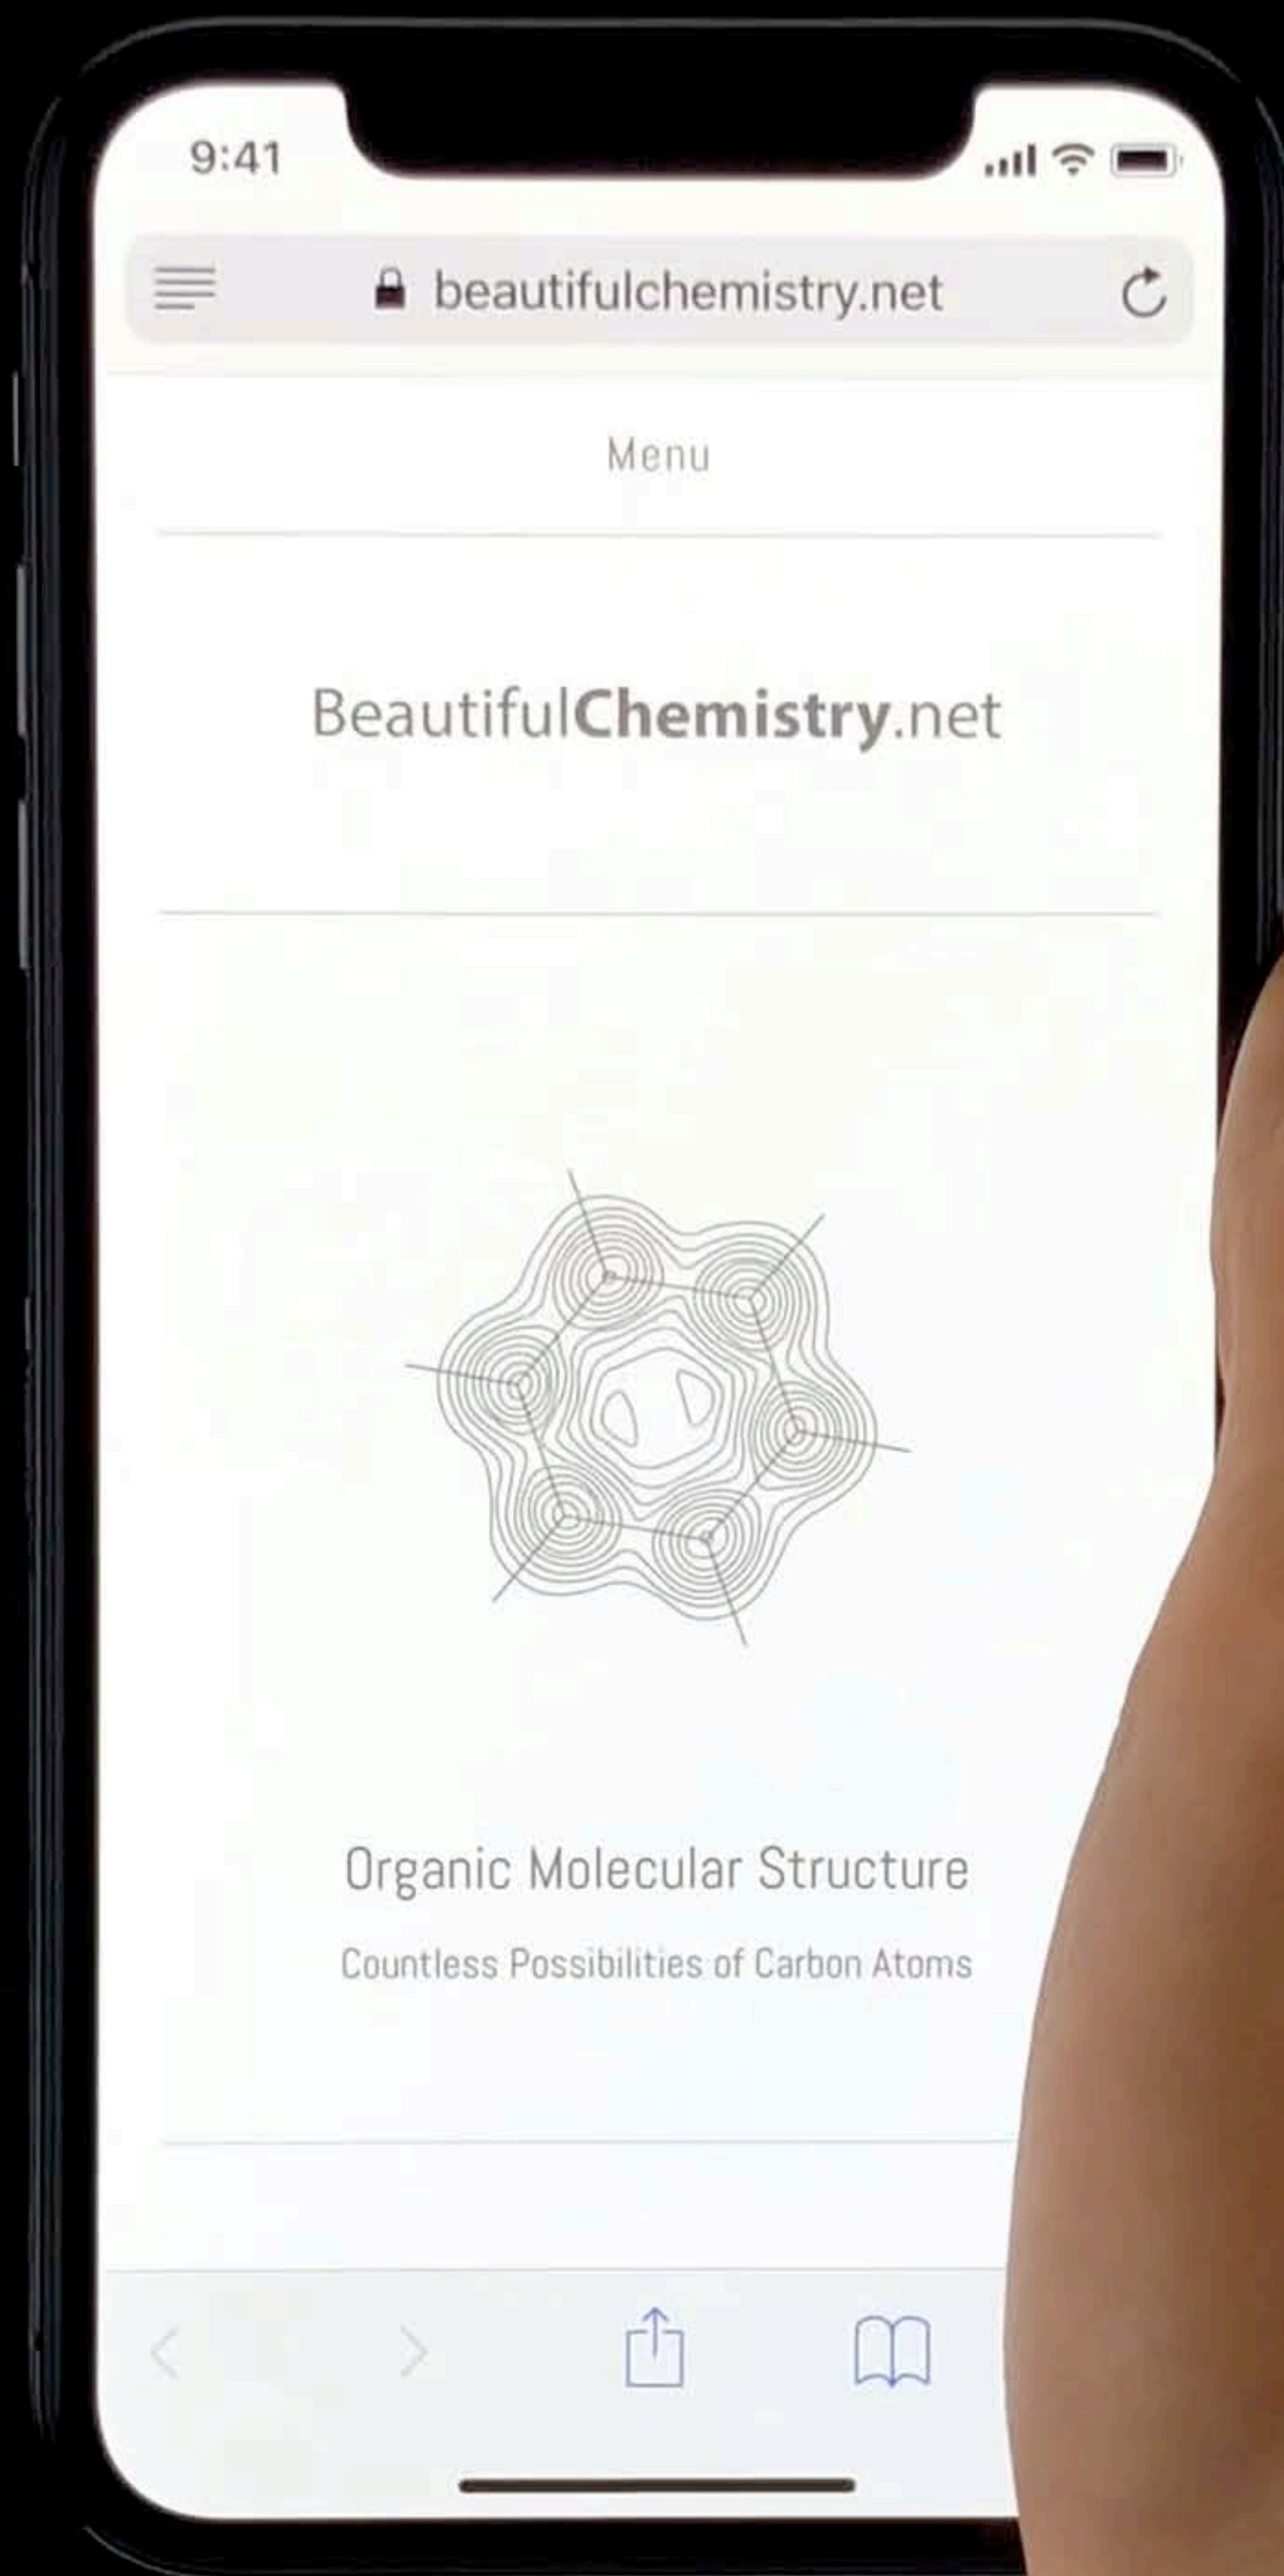 9:41
beautifulchemistry.net
Menu
BeautifulChemistry.net
Organic Molecular Structure
Countless Possibilities of Carbon Atoms